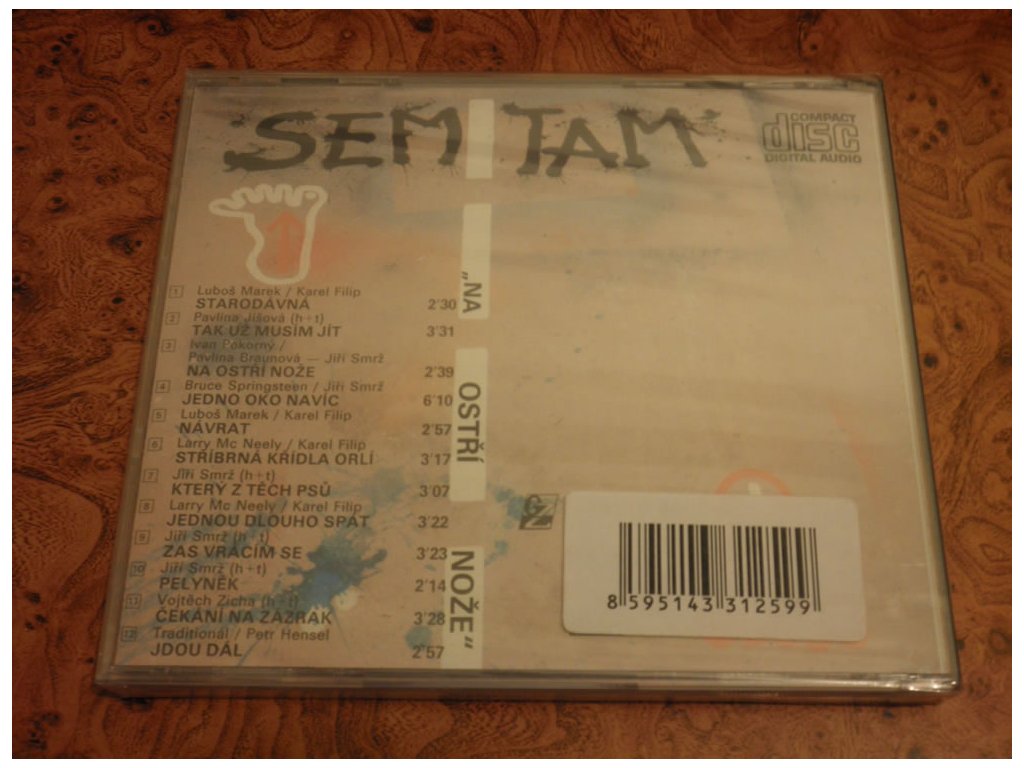 SEM TAM
COMPACT
disc
DIGITAL AUDIO
„NA
OSTŘÍ
NOŽE“
1 Luboš Marek / Karel Filip
STARODÁVNÁ 2'30
2 Pavlína Jíšová (h+t)
TAK UŽ MUSÍM JÍT 3'31
3 Ivan Pokorný /
Pavlína Braunová — Jiří Smrž
NA OSTŘÍ NOŽE 2'39
4 Bruce Springsteen / Jiří Smrž
JEDNO OKO NAVÍC 6'10
5 Luboš Marek / Karel Filip
NÁVRAT 2'57
6 Larry Mc Neely / Karel Filip
STŘÍBRNÁ KŘÍDLA ORLÍ 3'17
7 Jiří Smrž (h+t)
KTERÝ Z TĚCH PSŮ 3'07
8 Larry Mc Neely / Karel Filip
JEDNOU DLOUHO SPÁT 3'22
9 Jiří Smrž (h+t)
ZAS VRACÍM SE 3'23
10 Jiří Smrž (h+t)
PELYNĚK 2'14
11 Vojtěch Zícha (h+t)
ČEKÁNÍ NA ZÁZRAK 3'28
12 Traditionál / Petr Hensel
JDOU DÁL 2'57
GZ
8 595143 312599